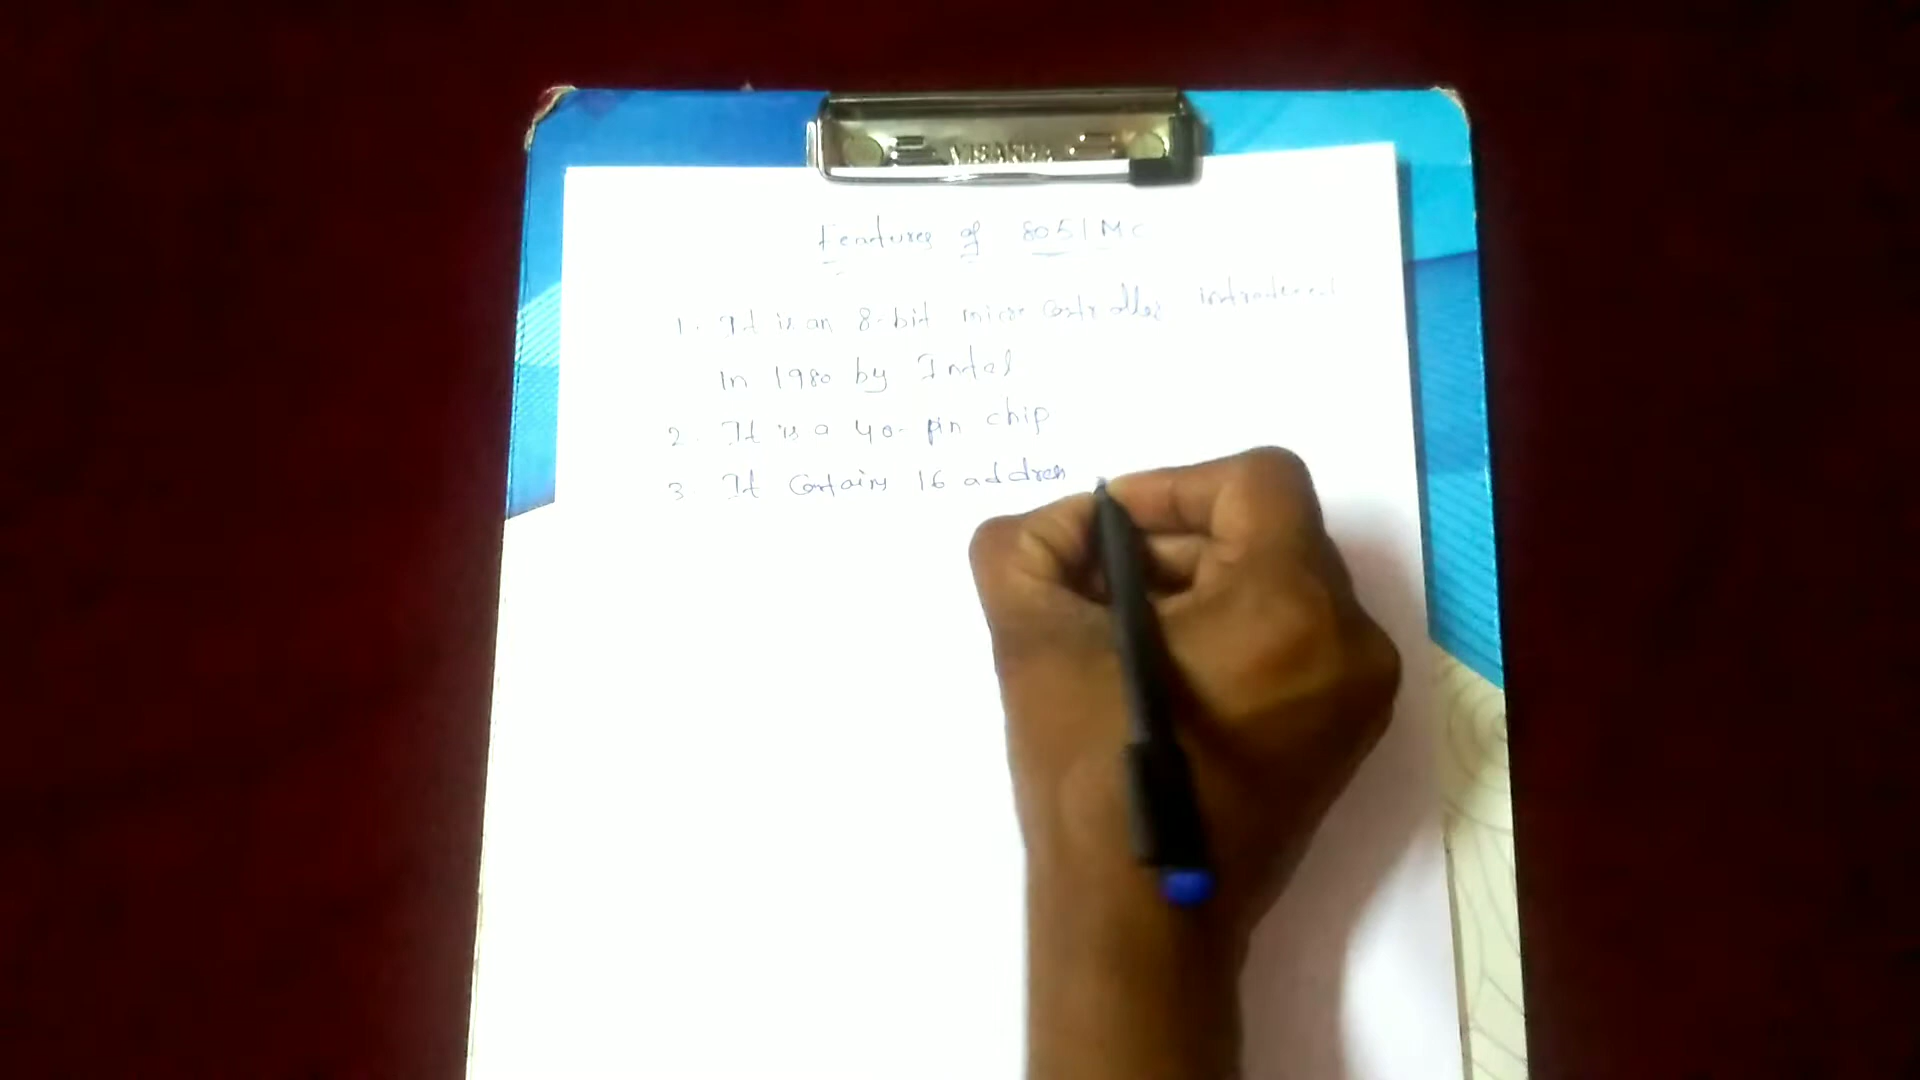 Features of 8051 MC
1. It is an 8-bit micro controller introduced
in 1980 by Intel
2. It is a 40-pin chip
3. It contains 16 address